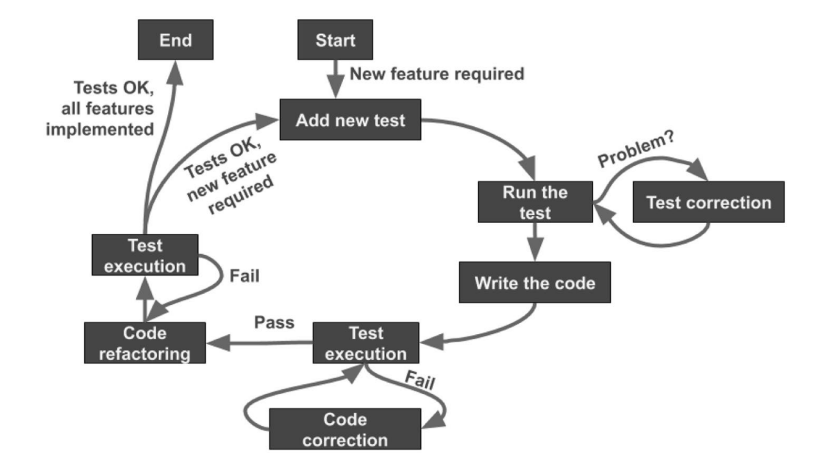 End
Start
Tests OK,
all features
implemented
New feature required
Add new test
Tests OK,
new feature
required
Problem?
Run the
test
Test correction
Test
execution
Fail
Write the code
Code
refactoring
Pass
Test
execution
Fail
Code
correction